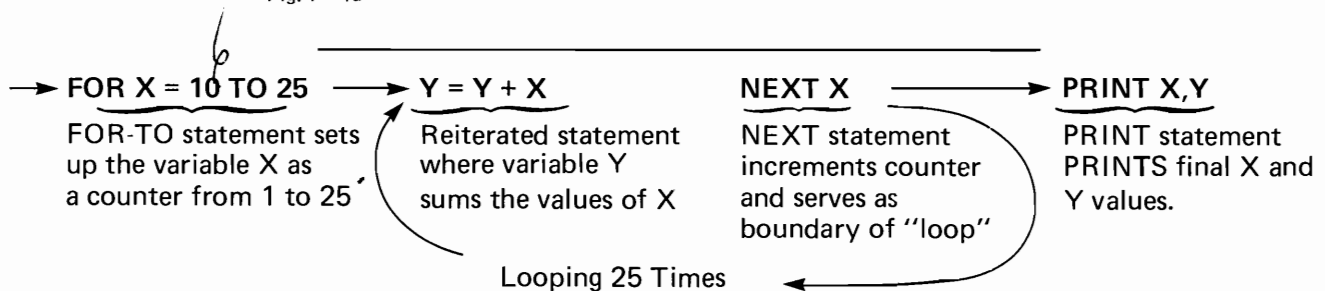 FOR X = 10 TO 25
Y = Y + X
NEXT X
PRINT X,Y
FOR-TO statement sets
up the variable X as
a counter from 1 to 25
Reiterated statement
where variable Y
sums the values of X
NEXT statement
increments counter
and serves as
boundary of "loop"
PRINT statement
PRINTS final X and
Y values.
Looping 25 Times